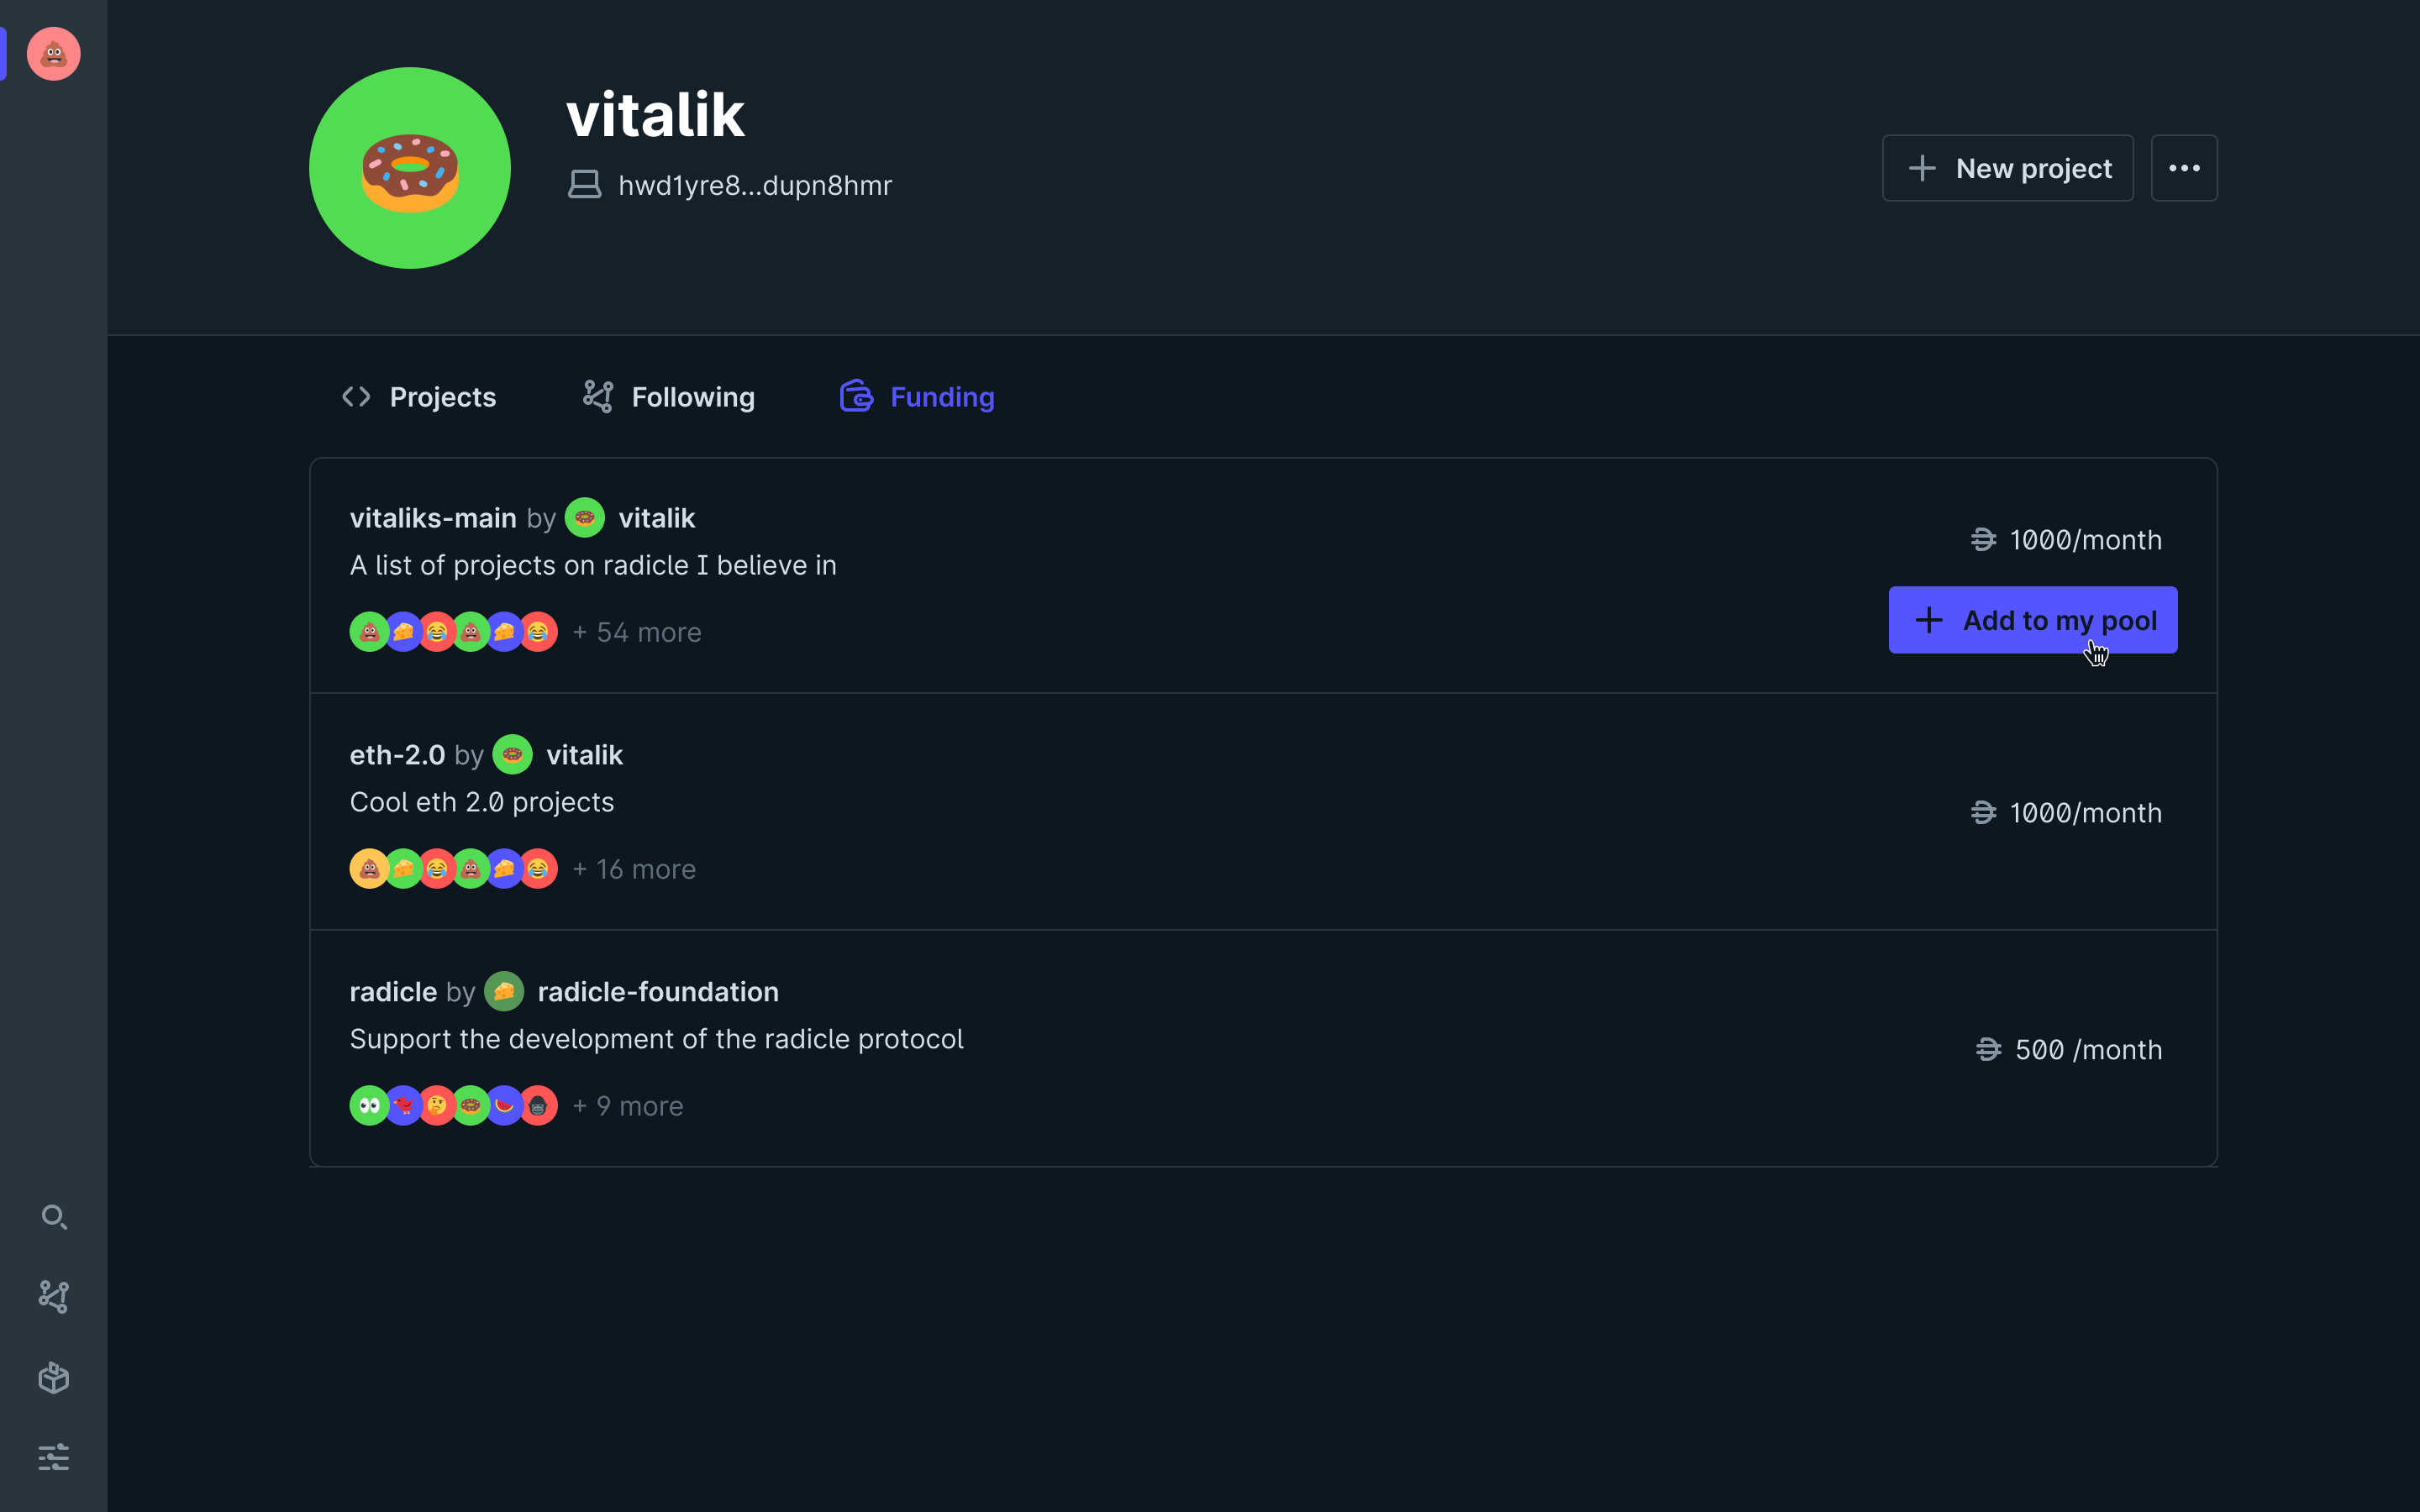 vitalik
hwd1yre8...dupn8hmr
New project
Projects
Following
Funding
vitaliks-main by vitalik
A list of projects on radicle I believe in
1000/month
+ 54 more
Add to my pool
eth-2.0 by vitalik
Cool eth 2.0 projects
1000/month
+ 16 more
radicle by radicle-foundation
Support the development of the radicle protocol
500 /month
+ 9 more